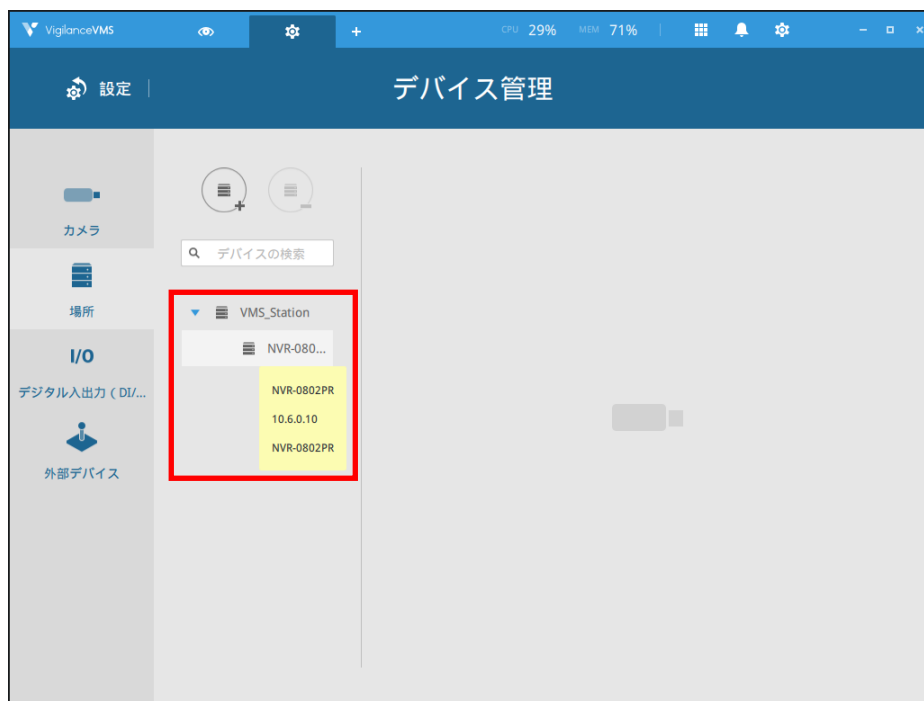 VigilanceVMS
CPU 29% MEM 71%
設定
デバイス管理
カメラ
場所
I/O
デジタル入出力 ( DI/...
外部デバイス
デバイスの検索
VMS_Station
NVR-080...
NVR-0802PR
10.6.0.10
NVR-0802PR